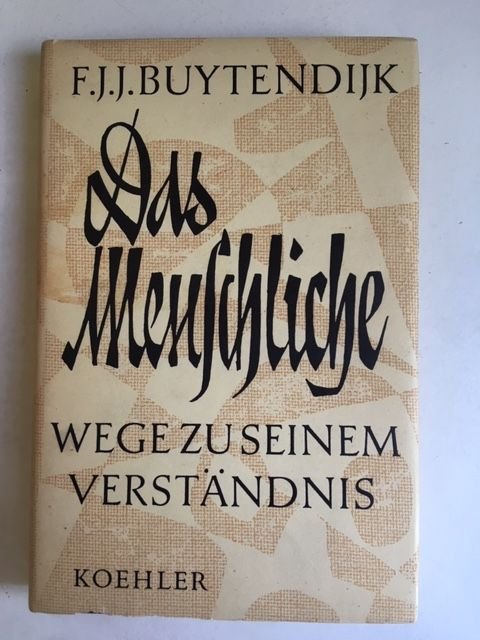 F.J.J. BUYTENDIJK
Das
Menschliche
WEGE ZU SEINEM
VERSTÄNDNIS
KOEHLER